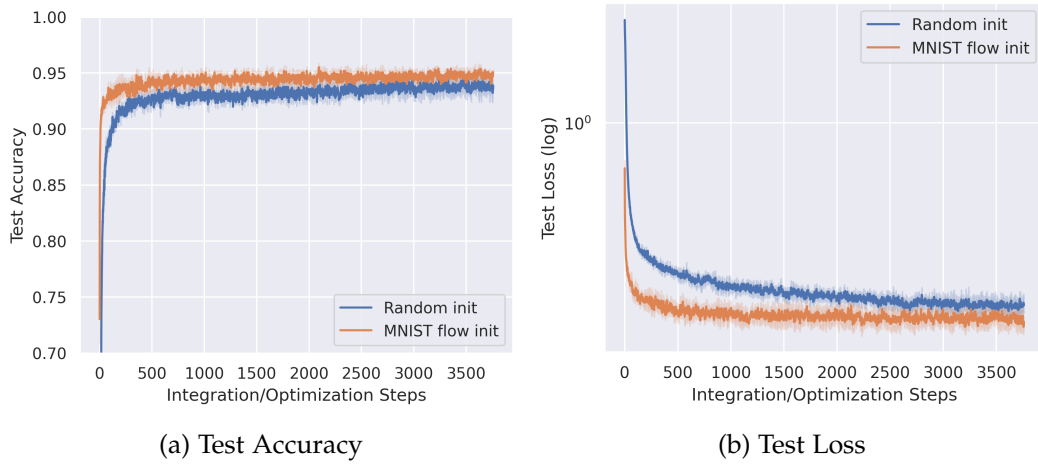 1.00
0.95
0.90
0.85
0.80
0.75
0.70
Test Accuracy
Random init
MNIST flow init
0 500 1000 1500 2000 2500 3000 3500
Integration/Optimization Steps
(a) Test Accuracy
Random init
MNIST flow init
10⁰
Test Loss (log)
0 500 1000 1500 2000 2500 3000 3500
Integration/Optimization Steps
(b) Test Loss